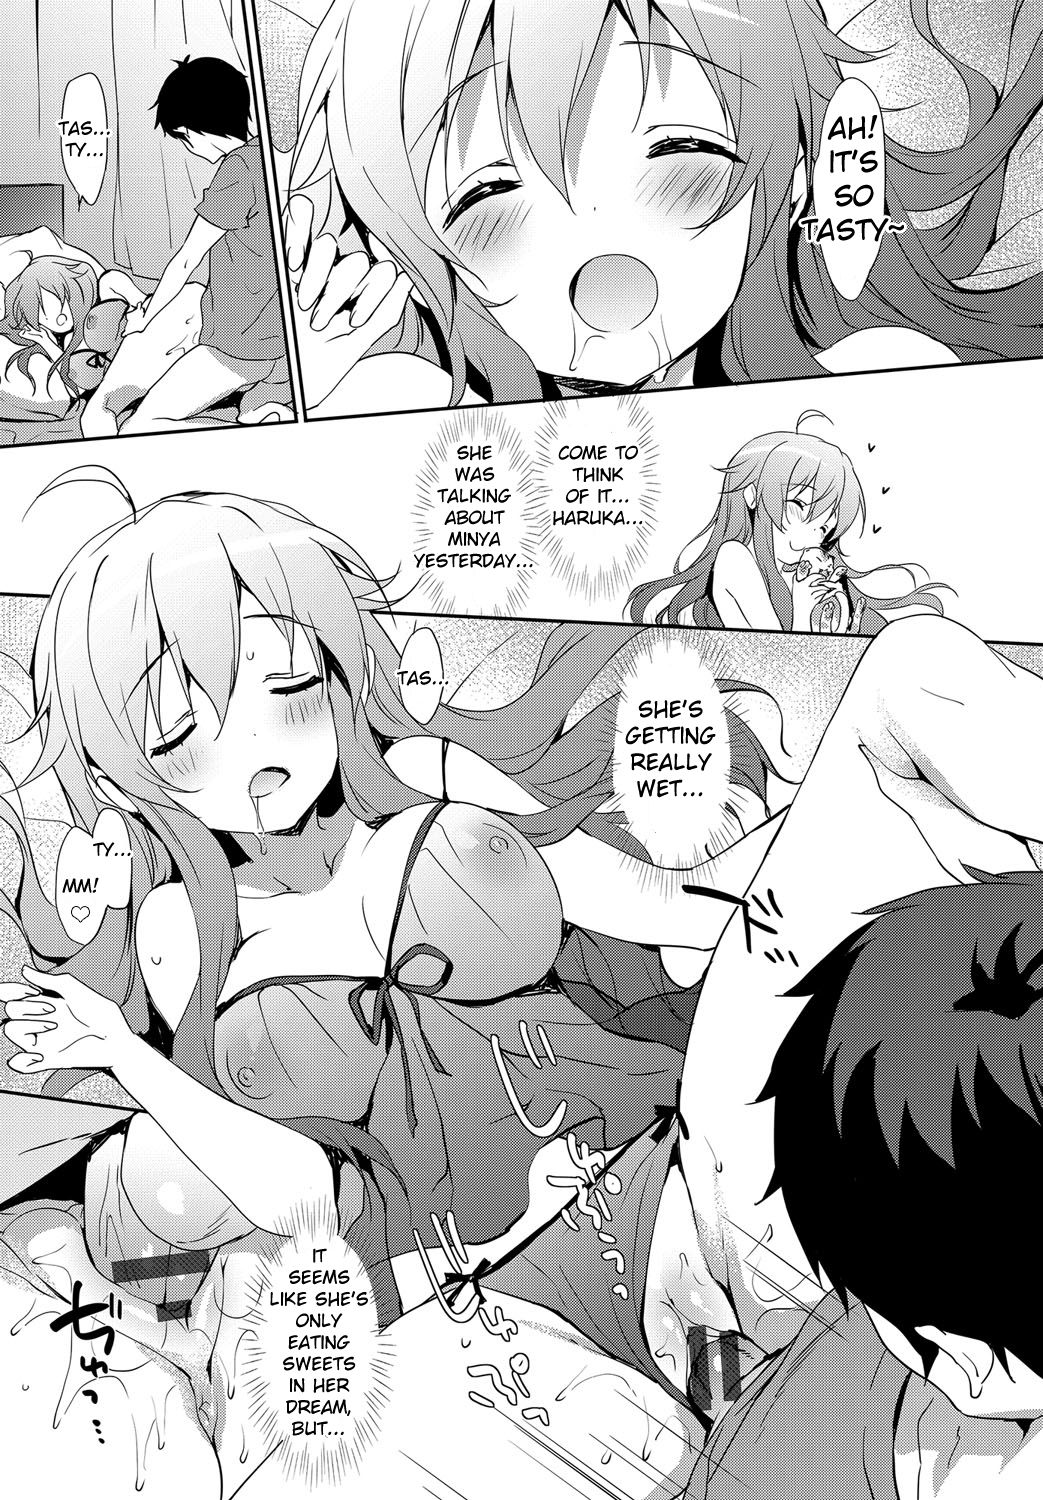 AH!
IT'S
SO
TASTY~
TAS...
TY...
COME TO
THINK
OF IT...
HARUKA...
SHE
WAS
TALKING
ABOUT
MINYA
YESTERDAY...
SHE'S
GETTING
REALLY
WET...
TAS...
TY...
MM!
♡
IT
SEEMS
LIKE SHE'S
ONLY
EATING
SWEETS
IN HER
DREAM,
BUT...